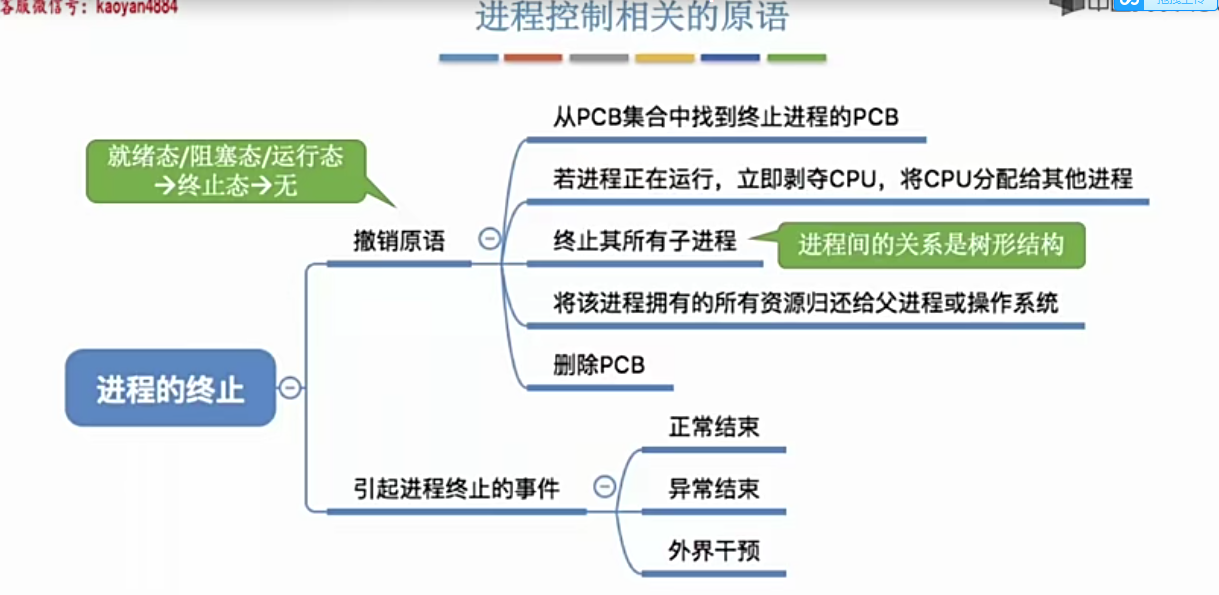 客服微信号：kaoyan4884
进程控制相关的原语
从PCB集合中找到终止进程的PCB
就绪态/阻塞态/运行态
→终止态→无
若进程正在运行，立即剥夺CPU，将CPU分配给其他进程
撤销原语
终止其所有子进程
进程间的关系是树形结构
将该进程拥有的所有资源归还给父进程或操作系统
删除PCB
进程的终止
正常结束
引起进程终止的事件
异常结束
外界干预